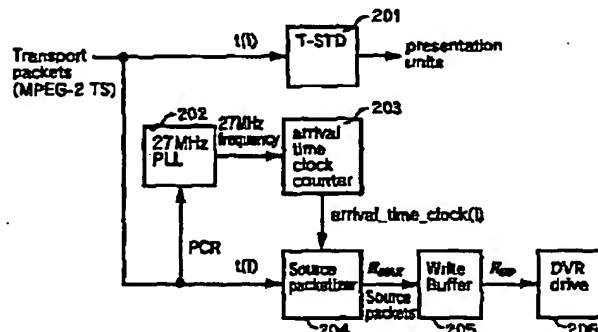 201
t(i)
T-STD
presentation
units
Transport
packets
(MPEG-2 TS)
202
27MHz
PLL
27MHz
frequency
203
arrival
time
clock
counter
arrival_time_clock(i)
PCR
t(i)
Source
packetizer
Source
packets
Write
Buffer
DVR
drive
204
205
206